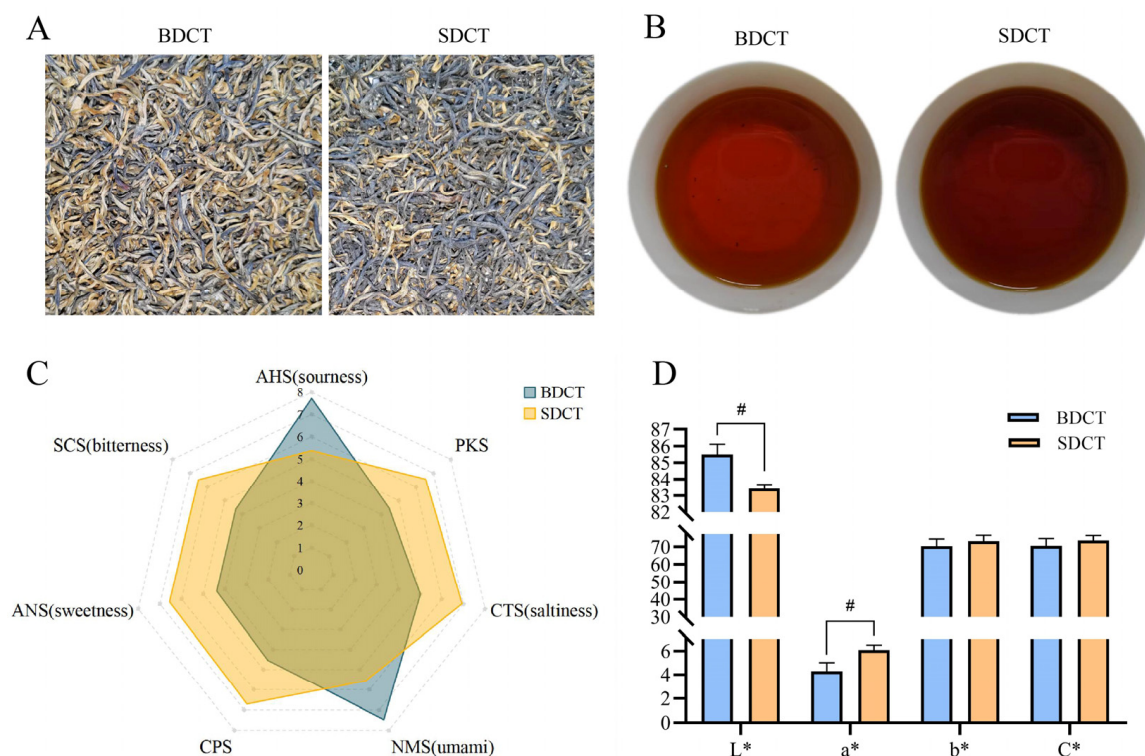 A
BDCT
SDCT
B
BDCT
SDCT
C
AHS(sourness)
BDCT
SDCT
PKS
SCS(bitterness)
8
7
6
5
4
3
2
1
0
ANS(sweetness)
CTS(saltiness)
CPS
NMS(umami)
D
BDCT
SDCT
#
#
87
86
85
83
82
70
60
50
40
30
6
4
2
0
L*
a*
b*
C*